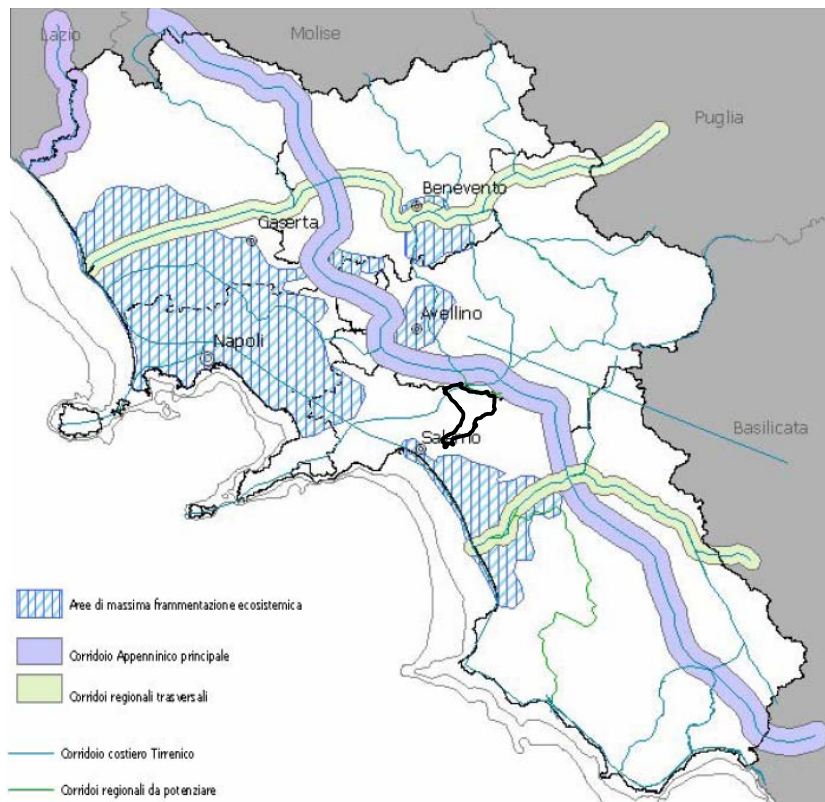 Lazio
Molise
Puglia
Benevento
Gaserta
Avellino
Napoli
Basilicata
Salerno
Aree di massima frammentazione ecosistemica
Corridoio Appenninico principale
Corridoi regionali trasversali
Corridoio costiero Tirrenico
Corridoi regionali da potenziare